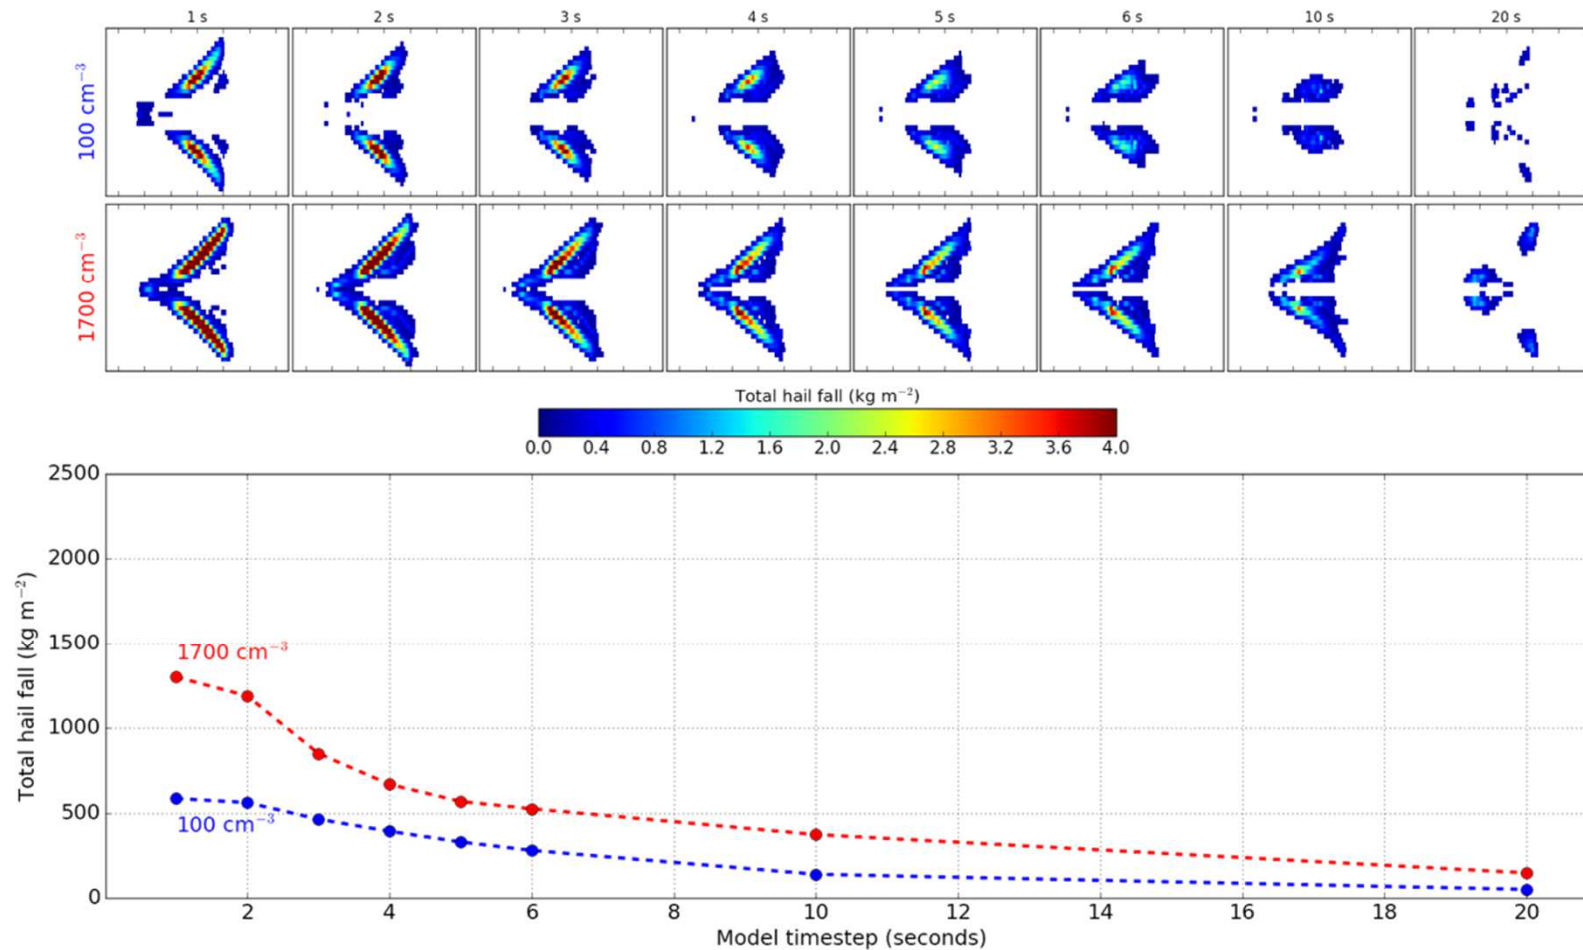 1 s 2 s 3 s 4 s 5 s 6 s 10 s 20 s
100 cm⁻³
1700 cm⁻³
Total hail fall (kg m⁻²)
0.0 0.4 0.8 1.2 1.6 2.0 2.4 2.8 3.2 3.6 4.0
2500
2000
1500
1000
500
0
Total hail fall (kg m⁻²)
1700 cm⁻³
100 cm⁻³
2 4 6 8 10 12 14 16 18 20
Model timestep (seconds)